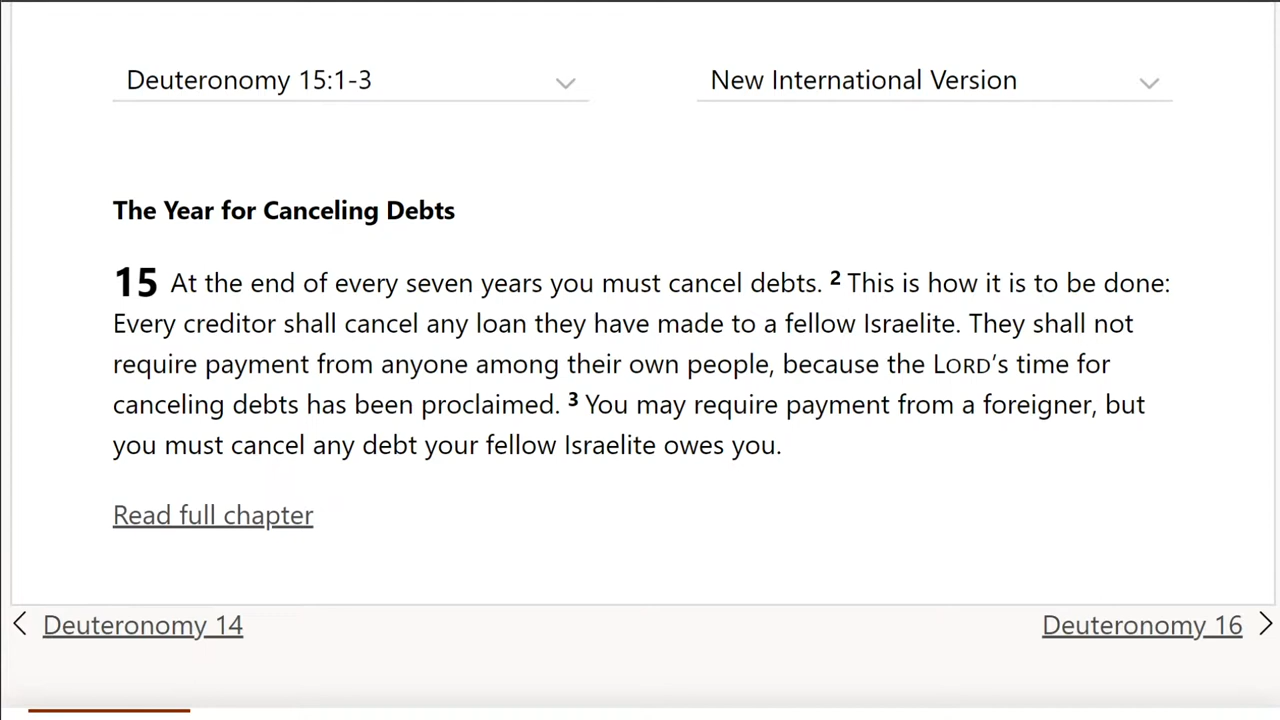 Deuteronomy 15:1-3
New International Version
The Year for Canceling Debts
15 At the end of every seven years you must cancel debts. 2 This is how it is to be done:
Every creditor shall cancel any loan they have made to a fellow Israelite. They shall not
require payment from anyone among their own people, because the LORD’s time for
canceling debts has been proclaimed. 3 You may require payment from a foreigner, but
you must cancel any debt your fellow Israelite owes you.
Read full chapter
Deuteronomy 14
Deuteronomy 16